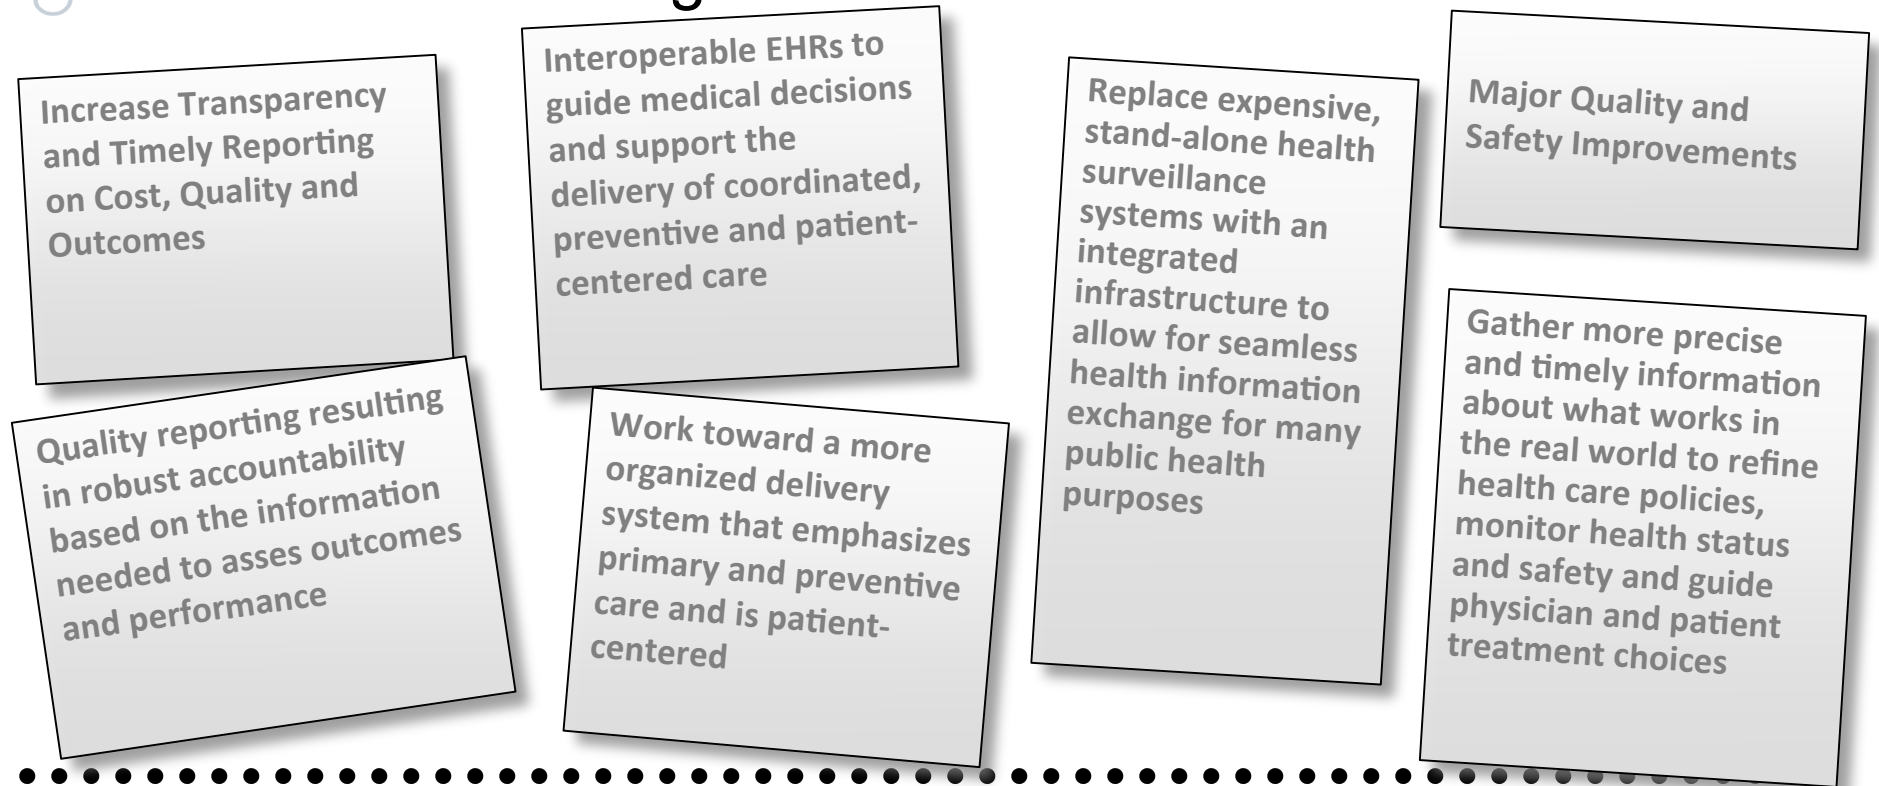 Increase Transparency
and Timely Reporting
on Cost, Quality and
Outcomes
Interoperable EHRs to
guide medical decisions
and support the
delivery of coordinated,
preventive and patient-
centered care
Replace expensive,
stand-alone health
surveillance
systems with an
integrated
infrastructure to
allow for seamless
health information
exchange for many
public health
purposes
Major Quality and
Safety Improvements
Quality reporting resulting
in robust accountability
based on the information
needed to asses outcomes
and performance
Work toward a more
organized delivery
system that emphasizes
primary and preventive
care and is patient-
centered
Gather more precise
and timely information
about what works in
the real world to refine
health care policies,
monitor health status
and safety and guide
physician and patient
treatment choices